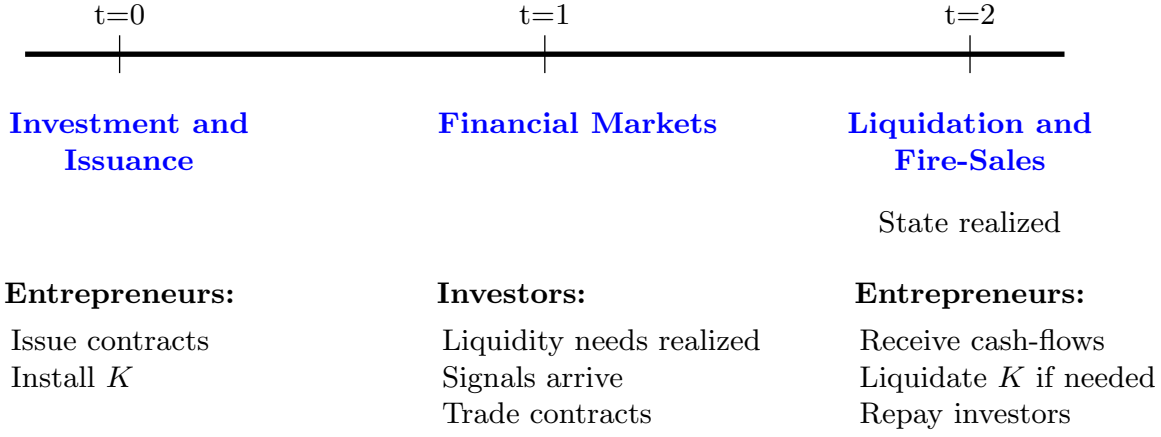 t=0
t=1
t=2
Investment and
Issuance
Financial Markets
Liquidation and
Fire-Sales
State realized
Entrepreneurs:
Issue contracts
Install K
Investors:
Liquidity needs realized
Signals arrive
Trade contracts
Entrepreneurs:
Receive cash-flows
Liquidate K if needed
Repay investors